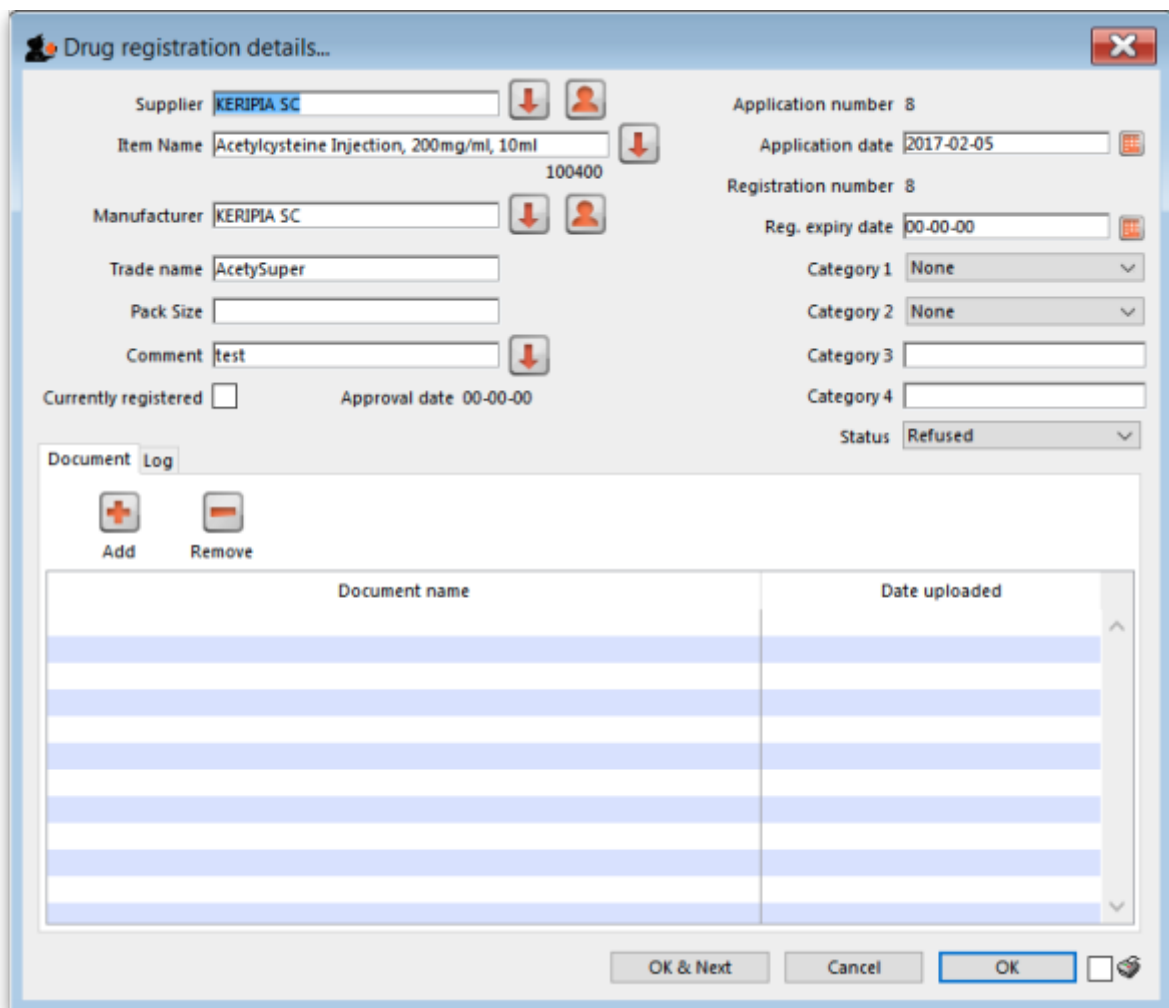 Drug registration details...
Supplier KERIPIA SC
Application number 8
Item Name Acetylcysteine Injection, 200mg/ml, 10ml
Application date 2017-02-05
100400
Registration number 8
Manufacturer KERIPIA SC
Reg. expiry date 00-00-00
Trade name AcetySuper
Category 1 None
Pack Size
Category 2 None
Comment test
Category 3
Currently registered
Approval date 00-00-00
Category 4
Status Refused
Document Log
Add Remove
Document name Date uploaded
OK & Next Cancel OK